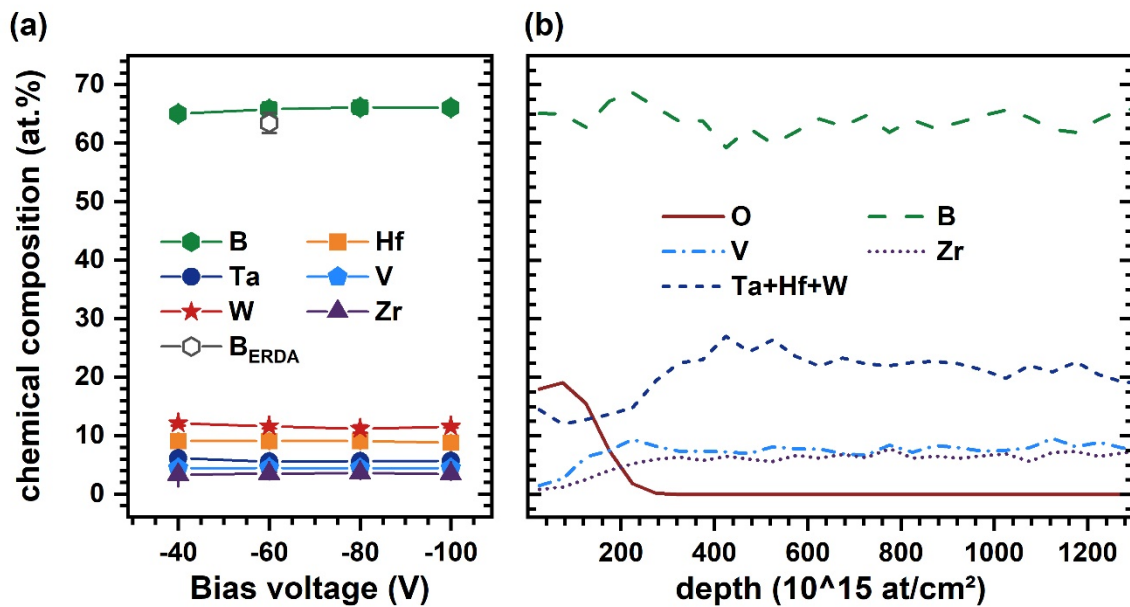 (a)
(b)
chemical composition (at.%)
70
60
50
40
30
20
10
0
B Hf
Ta V
W Zr
B_ERDA
-40 -60 -80 -100
Bias voltage (V)
O B
V Zr
Ta+Hf+W
200 400 600 800 1000 1200
depth (10^15 at/cm²)